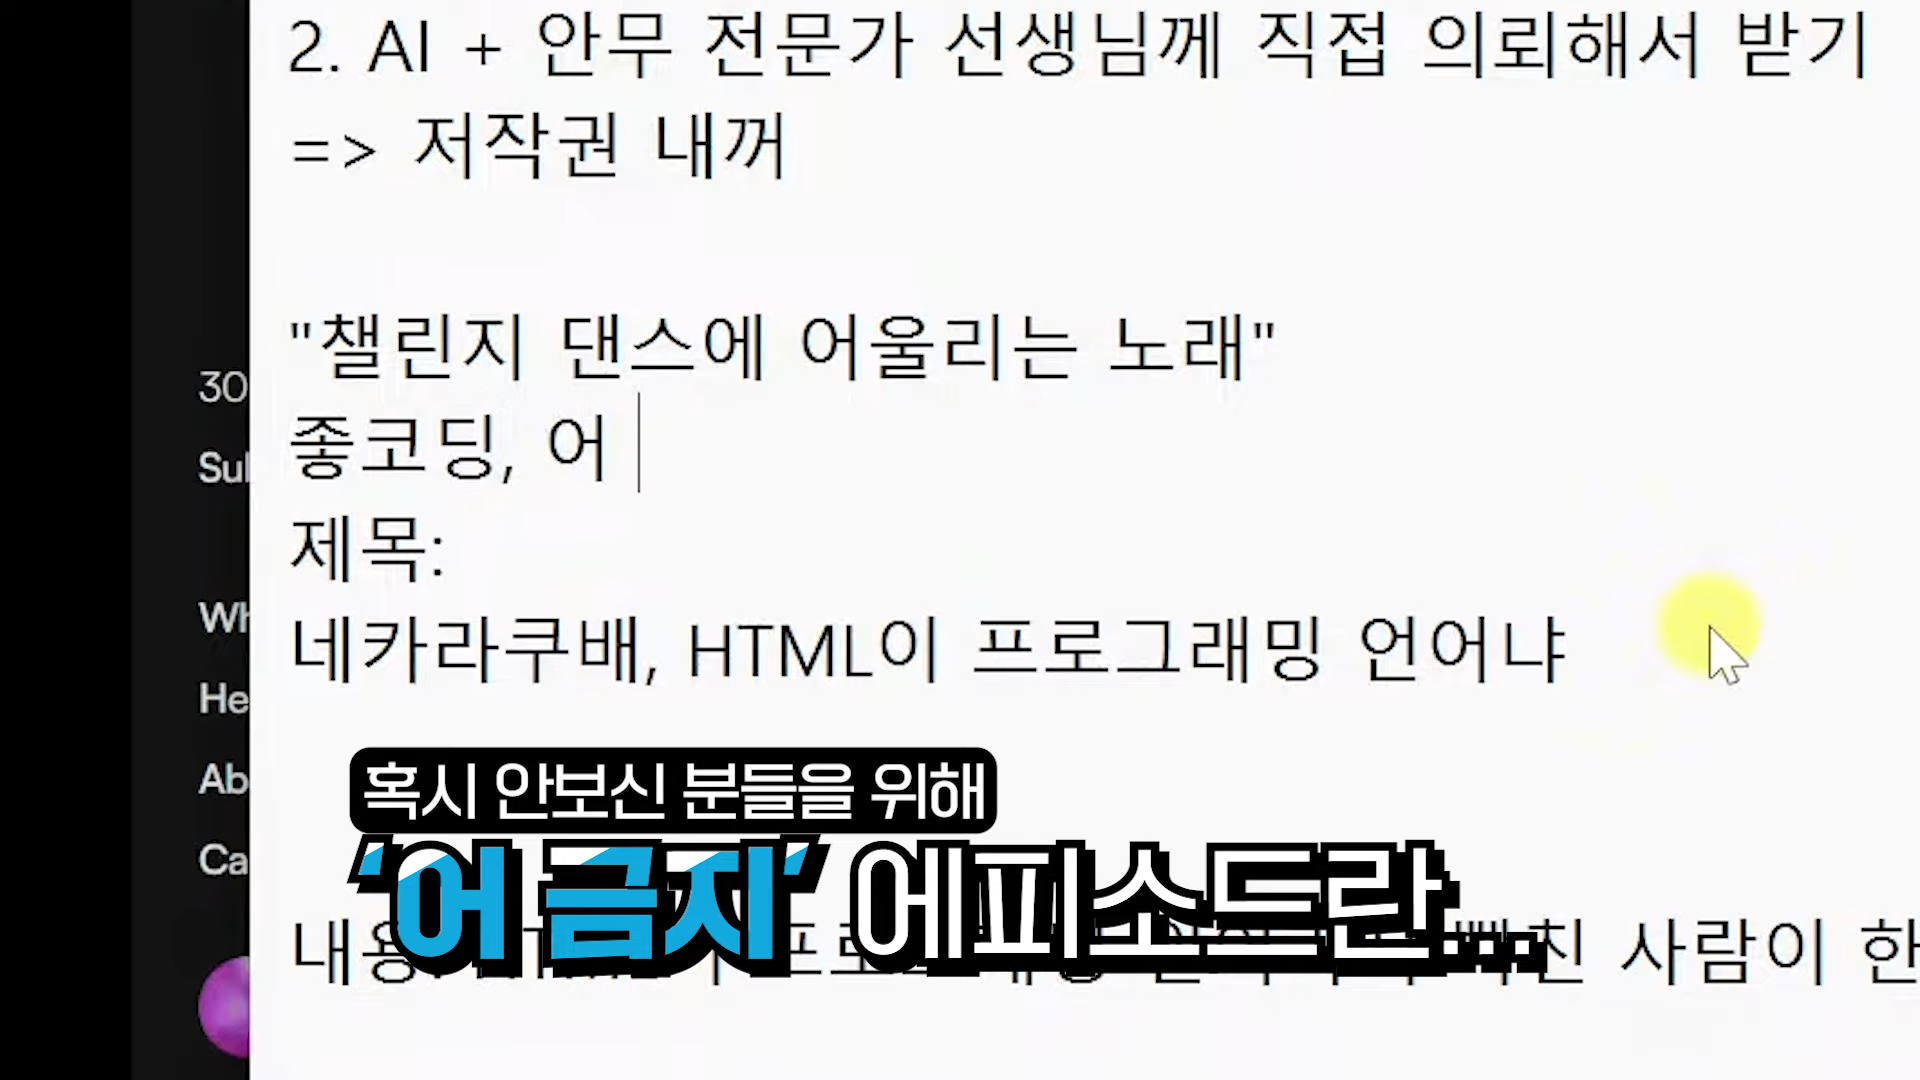 2. AI + 안무 전문가 선생님께 직접 의뢰해서 받기
=> 저작권 내꺼
"챌린지 댄스에 어울리는 노래"
30
좋코딩, 어
Sul
제목:
Wh
네카라쿠배, HTML이 프로그래밍 언어냐
He
Ab
혹시 안보신 분들을 위해
Ca
'어 금지' 에피소드란...
내용 사람이 한